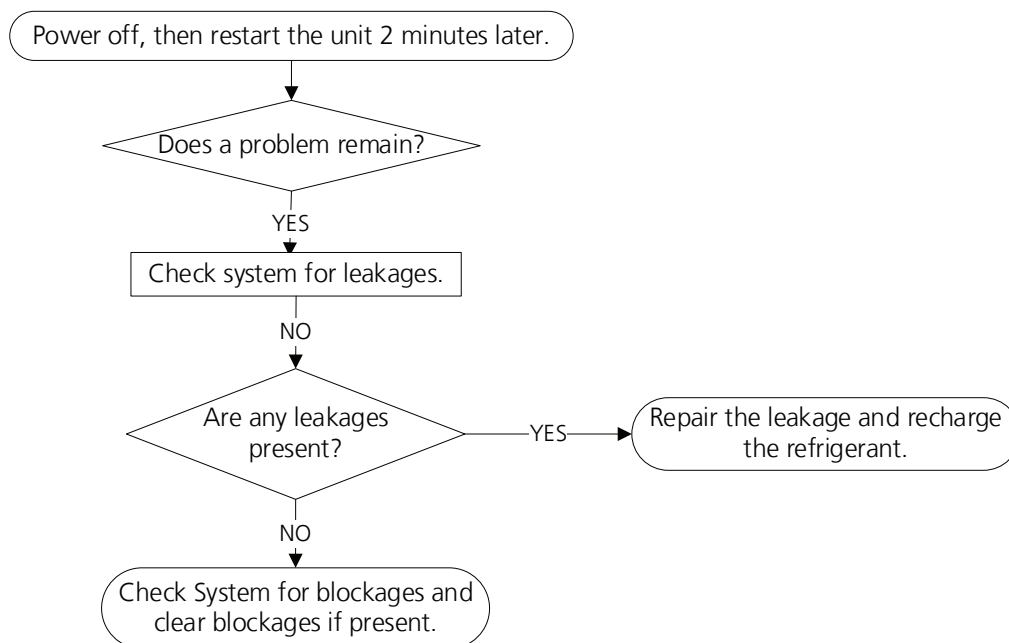 Power off, then restart the unit 2 minutes later.
Does a problem remain?
YES
Check system for leakages.
NO
Are any leakages
present?
YES
Repair the leakage and recharge
the refrigerant.
NO
Check System for blockages and
clear blockages if present.